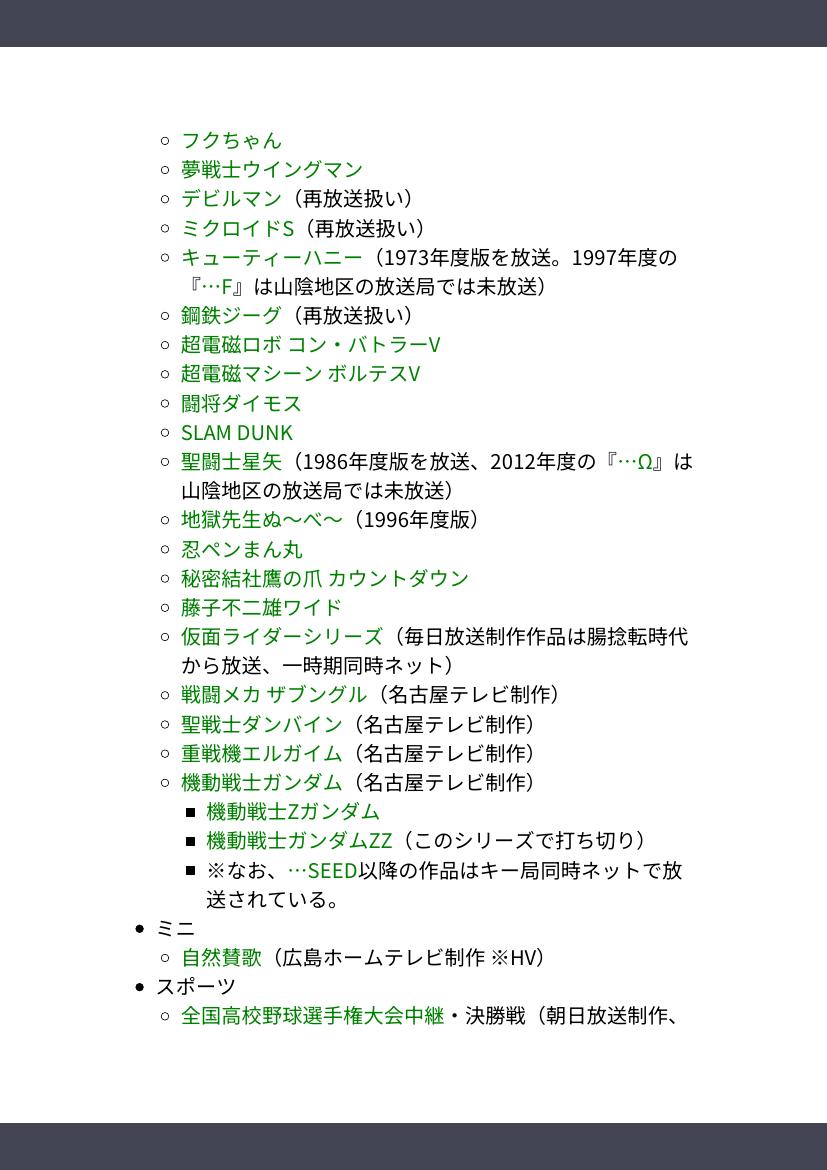 フクちゃん
夢戦士ウイングマン
デビルマン（再放送扱い）
ミクロイドS（再放送扱い）
キューティーハニー（1973年度版を放送。1997年度の
『…F』は山陰地区の放送局では未放送）
鋼鉄ジーグ（再放送扱い）
超電磁ロボ コン・バトラーV
超電磁マシーン ボルテスV
闘将ダイモス
SLAM DUNK
聖闘士星矢（1986年度版を放送、2012年度の『…Ω』は
山陰地区の放送局では未放送）
地獄先生ぬ〜べ〜（1996年度版）
忍ペンまん丸
秘密結社鷹の爪 カウントダウン
藤子不二雄ワイド
仮面ライダーシリーズ（毎日放送制作作品は腸捻転時代
から放送、一時期同時ネット）
戦闘メカ ザブングル（名古屋テレビ制作）
聖戦士ダンバイン（名古屋テレビ制作）
重戦機エルガイム（名古屋テレビ制作）
機動戦士ガンダム（名古屋テレビ制作）
機動戦士Zガンダム
機動戦士ガンダムZZ（このシリーズで打ち切り）
※なお、…SEED以降の作品はキー局同時ネットで放
送されている。
ミニ
自然賛歌（広島ホームテレビ制作 ※HV）
スポーツ
全国高校野球選手権大会中継・決勝戦（朝日放送制作、